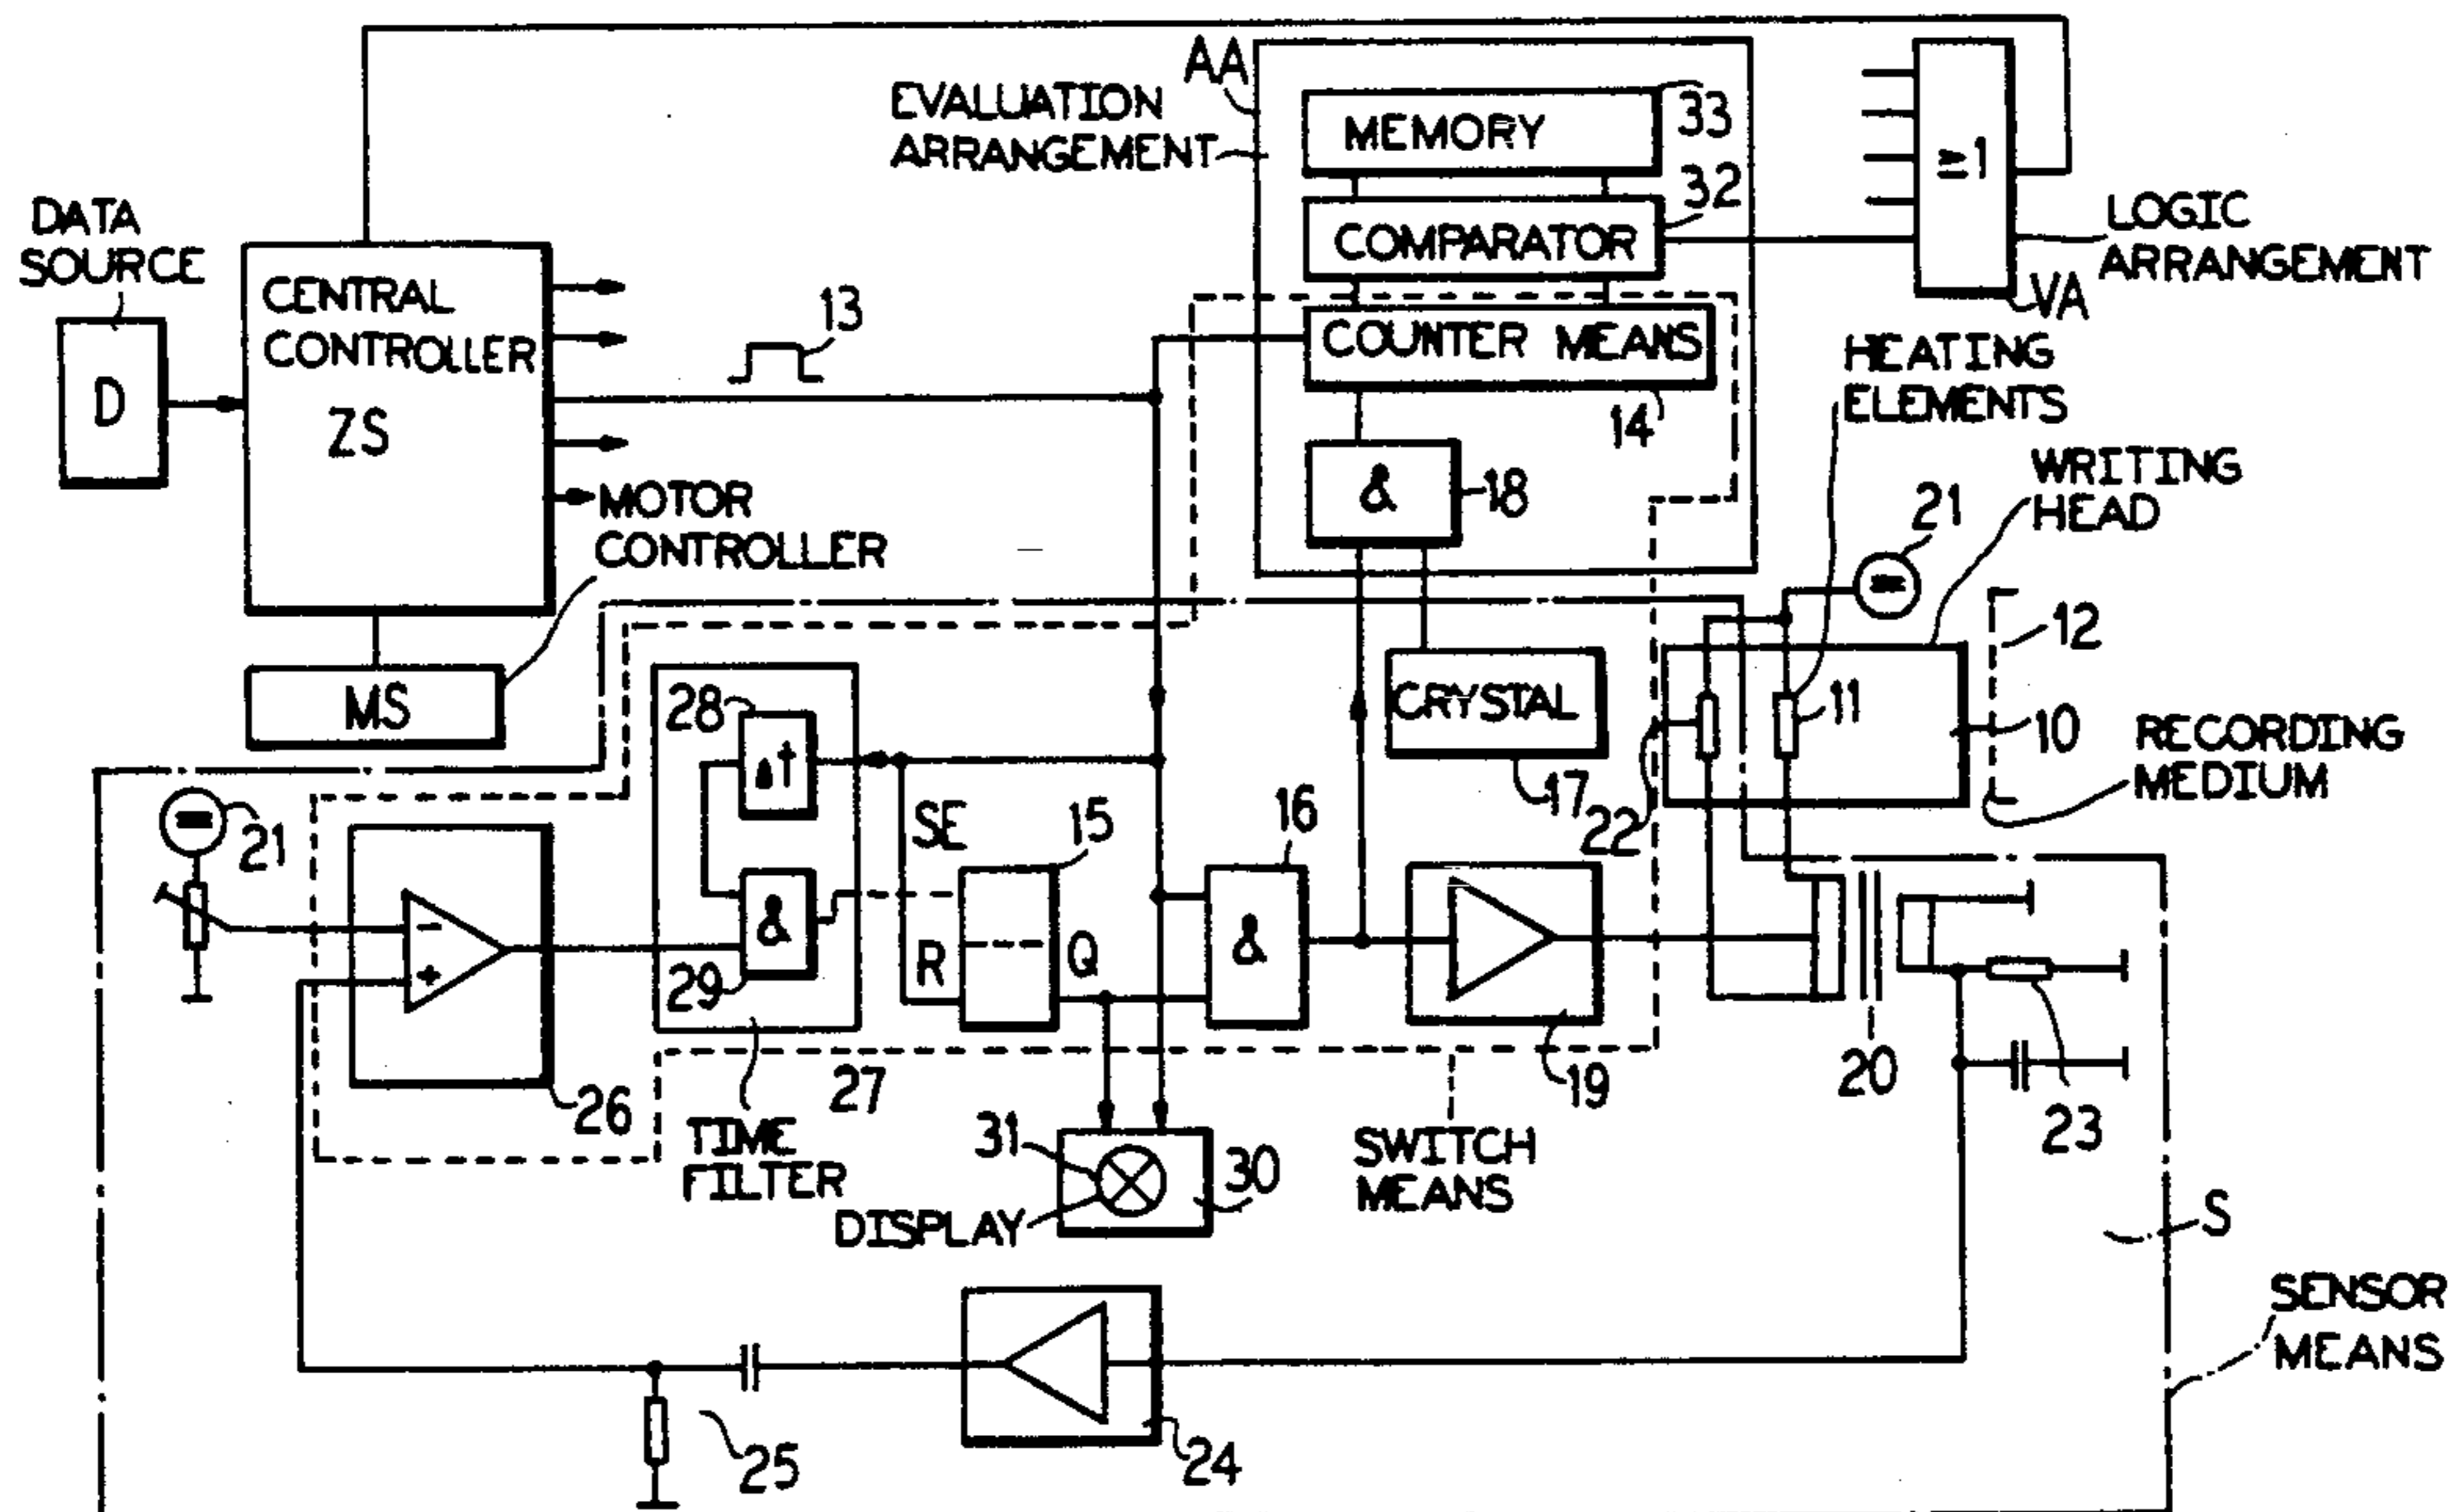 AA
EVALUATION
ARRANGEMENT
MEMORY
33
32
COMPARATOR
≥1
LOGIC
ARRANGEMENT
VA
DATA
SOURCE
D
CENTRAL
CONTROLLER
ZS
13
COUNTER MEANS
14
HEATING
ELEMENTS
&
18
WRITING
HEAD
21
MOTOR
CONTROLLER
MS
12
CRYSTAL
17
22
11
10
RECORDING
MEDIUM
21
28
SE
15
16
&
29
R
Q
&
26
TIME
FILTER
27
19
20
23
31
DISPLAY
30
SWITCH
MEANS
S
SENSOR
MEANS
25
24
-
+